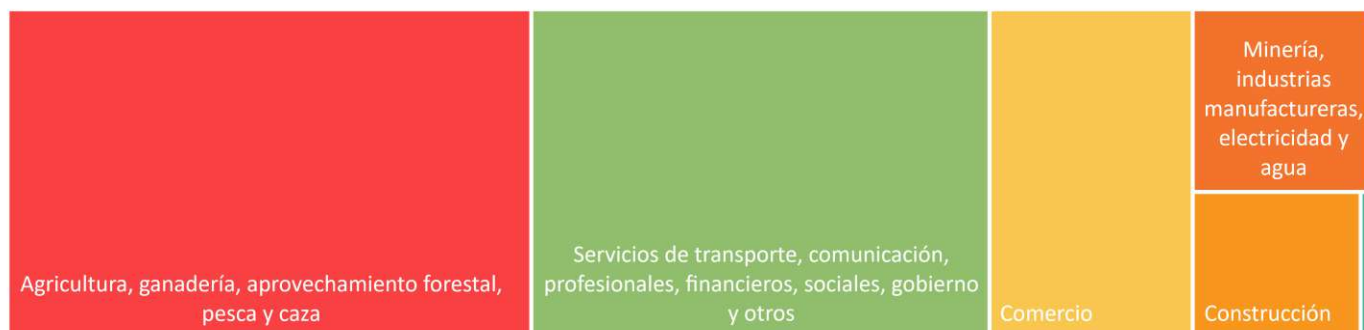 Agricultura, ganadería, aprovechamiento forestal,
pesca y caza
Servicios de transporte, comunicación,
profesionales, financieros, sociales, gobierno
y otros
Comercio
Minería,
industrias
manufactureras,
electricidad y
agua
Construcción